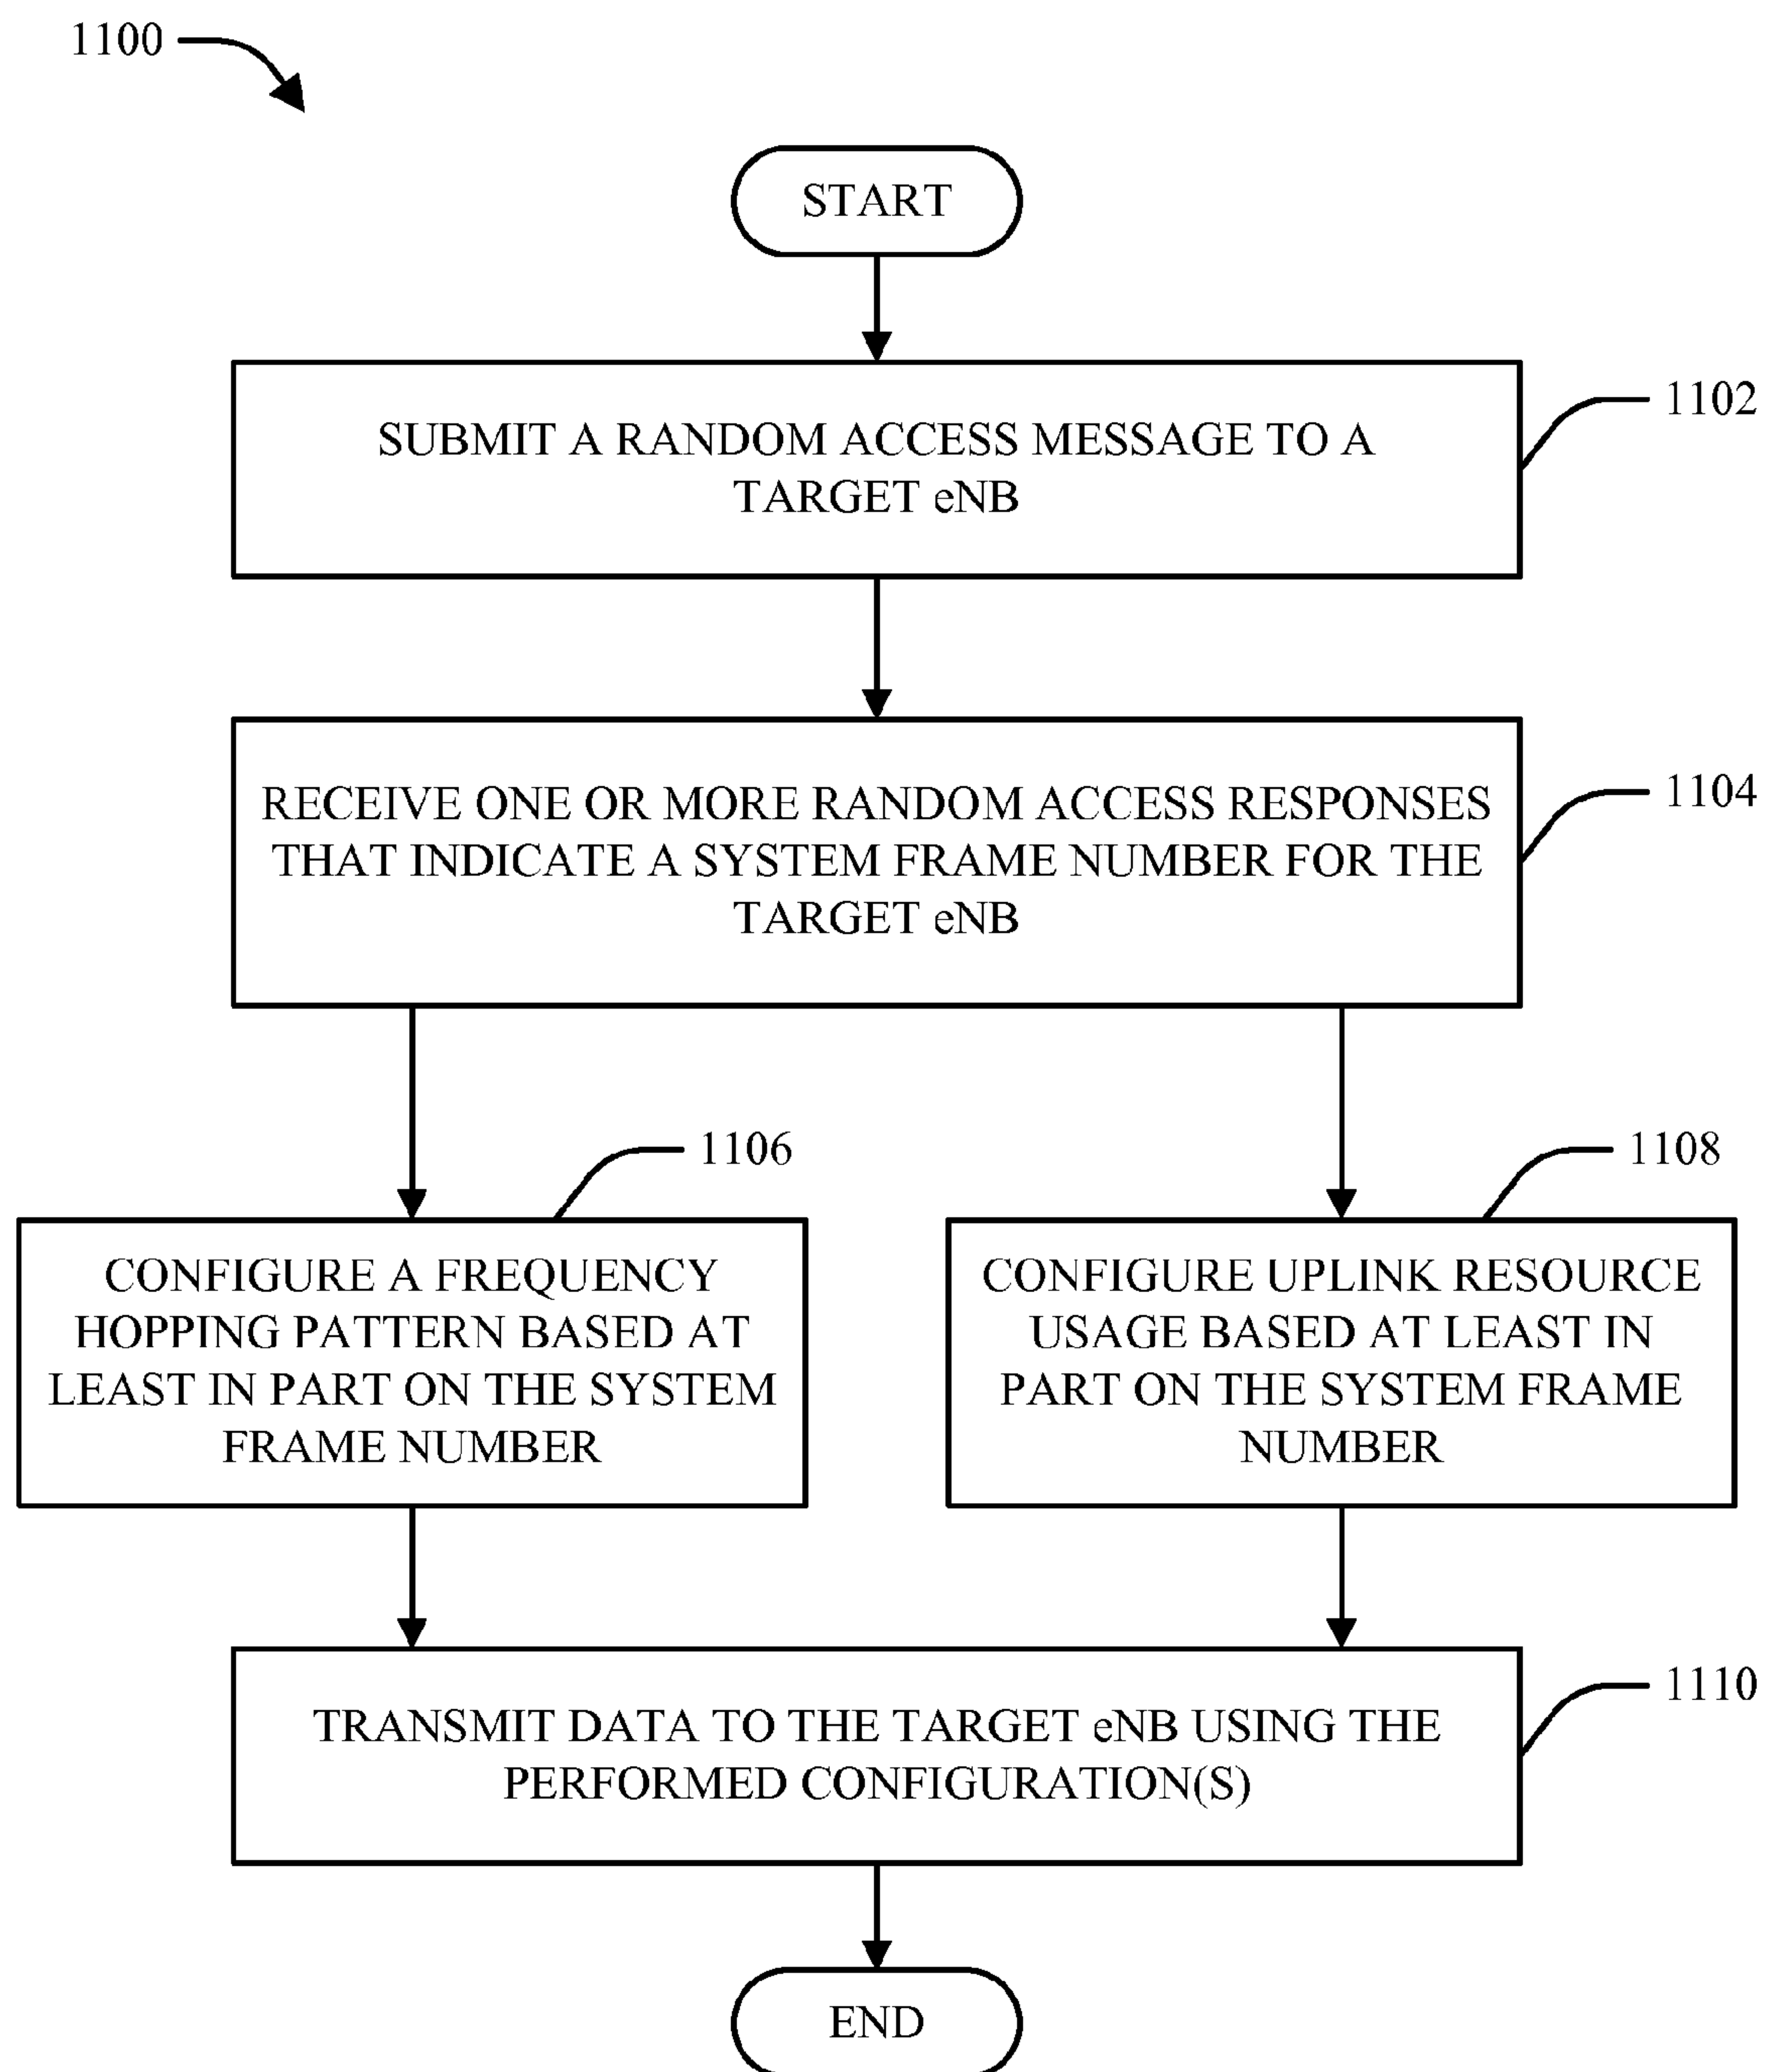 1100
START
SUBMIT A RANDOM ACCESS MESSAGE TO A
TARGET eNB
1102
RECEIVE ONE OR MORE RANDOM ACCESS RESPONSES
THAT INDICATE A SYSTEM FRAME NUMBER FOR THE
TARGET eNB
1104
1106
CONFIGURE A FREQUENCY
HOPPING PATTERN BASED AT
LEAST IN PART ON THE SYSTEM
FRAME NUMBER
1108
CONFIGURE UPLINK RESOURCE
USAGE BASED AT LEAST IN
PART ON THE SYSTEM FRAME
NUMBER
TRANSMIT DATA TO THE TARGET eNB USING THE
PERFORMED CONFIGURATION(S)
1110
END